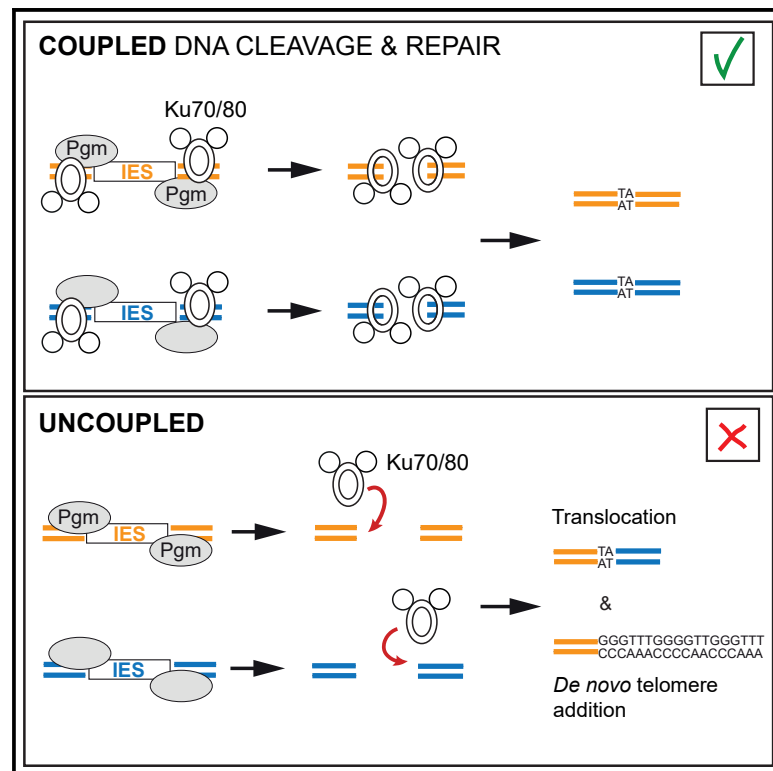 COUPLED DNA CLEAVAGE & REPAIR
Ku70/80
Pgm
IES
Pgm
TA
AT
IES
TA
AT
UNCOUPLED
Ku70/80
Pgm
IES
Pgm
Translocation
TA
AT
&
IES
GGGTTTGGGGTTGGGTTT
CCCAAACCCCAACCCAAA
De novo telomere
addition